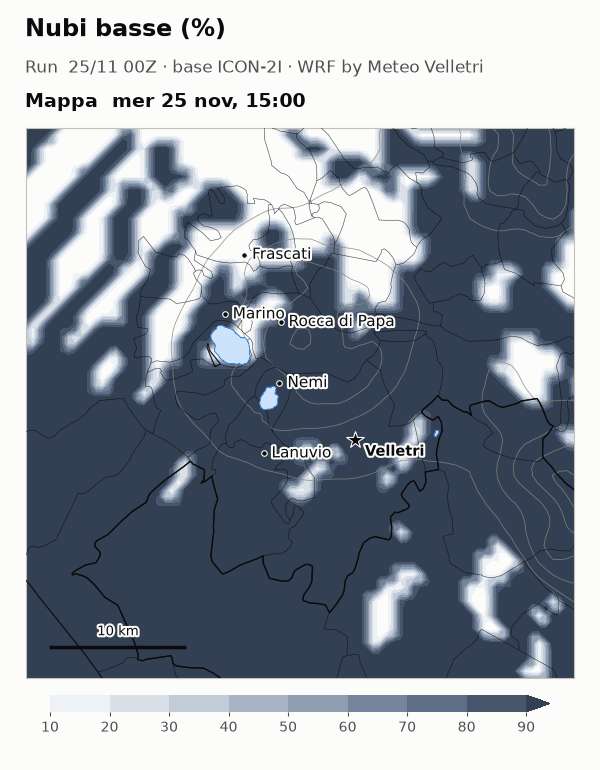 Nubi basse (%)
Run  25/11 00Z · base ICON-2I · WRF by Meteo Velletri
Mappa  mer 25 nov, 15:00
Frascati
Marino
Rocca di Papa
Nemi
Velletri
Lanuvio
10 km
10 20 30 40 50 60 70 80 90